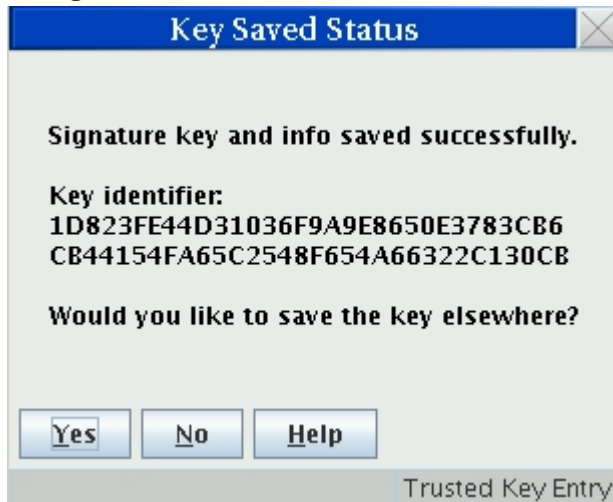 Key Saved Status
Signature key and info saved successfully.
Key identifier:
1D823FE44D31036F9A9E8650E3783CB6
CB44154FA65C2548F654A66322C130CB
Would you like to save the key elsewhere?
Yes No Help
Trusted Key Entry